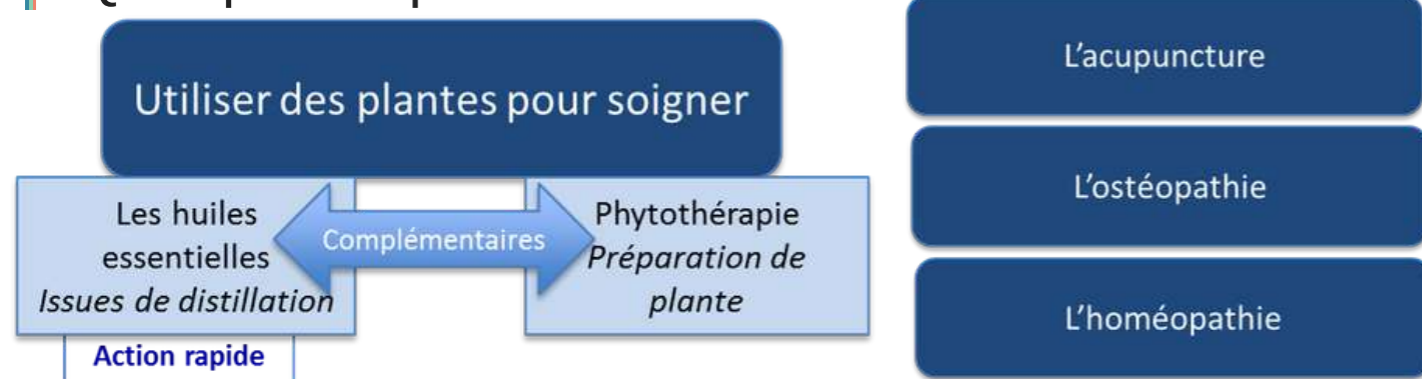 Utiliser des plantes pour soigner
Les huiles
essentielles
Issues de distillation
Complémentaires
Phytothérapie
Préparation de
plante
Action rapide
L'acupuncture
L'ostéopathie
L'homéopathie